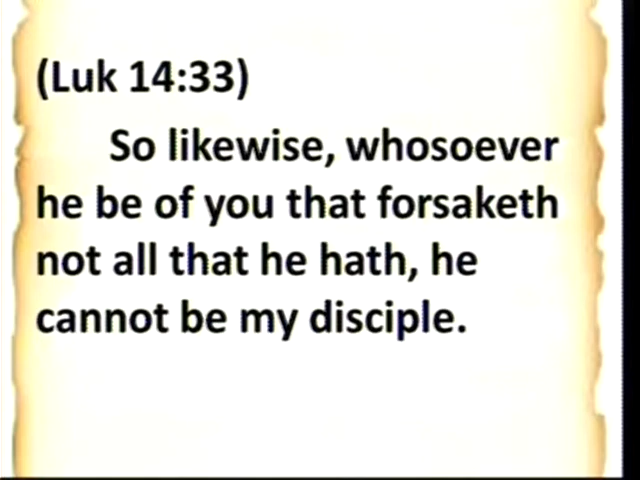 (Luk 14:33)
So likewise, whosoever
he be of you that forsaketh
not all that he hath, he
cannot be my disciple.